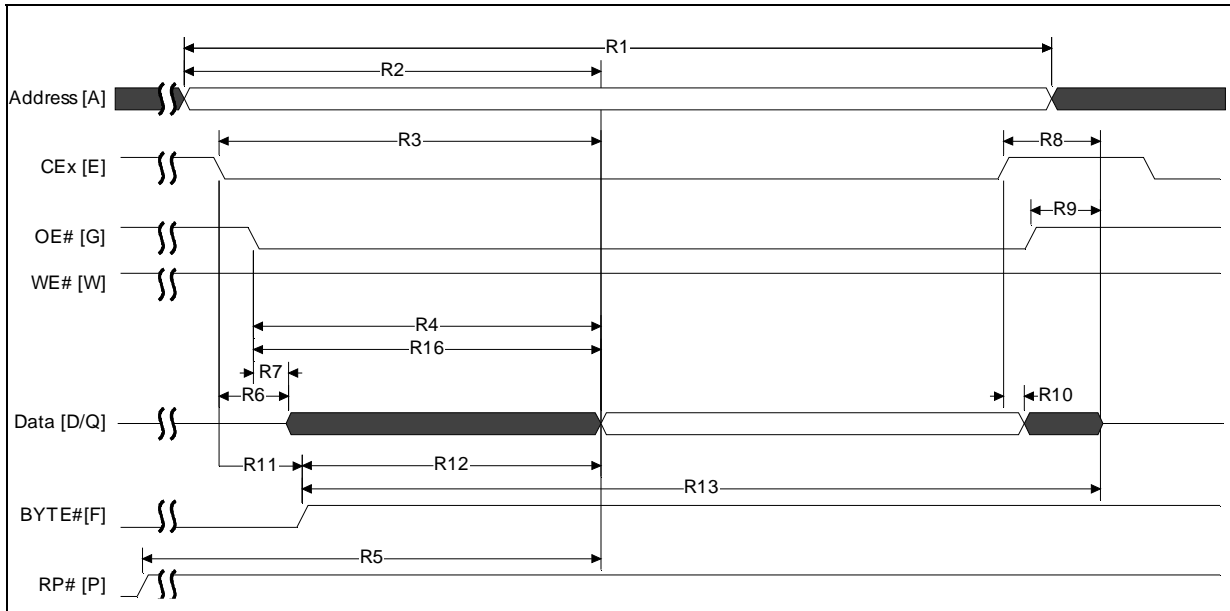 R1
R2
Address [A]
R3
R8
CEx [E]
R9
OE# [G]
WE# [W]
R4
R16
R7
R6
R10
Data [D/Q]
R11
R12
R13
BYTE#[F]
R5
RP# [P]